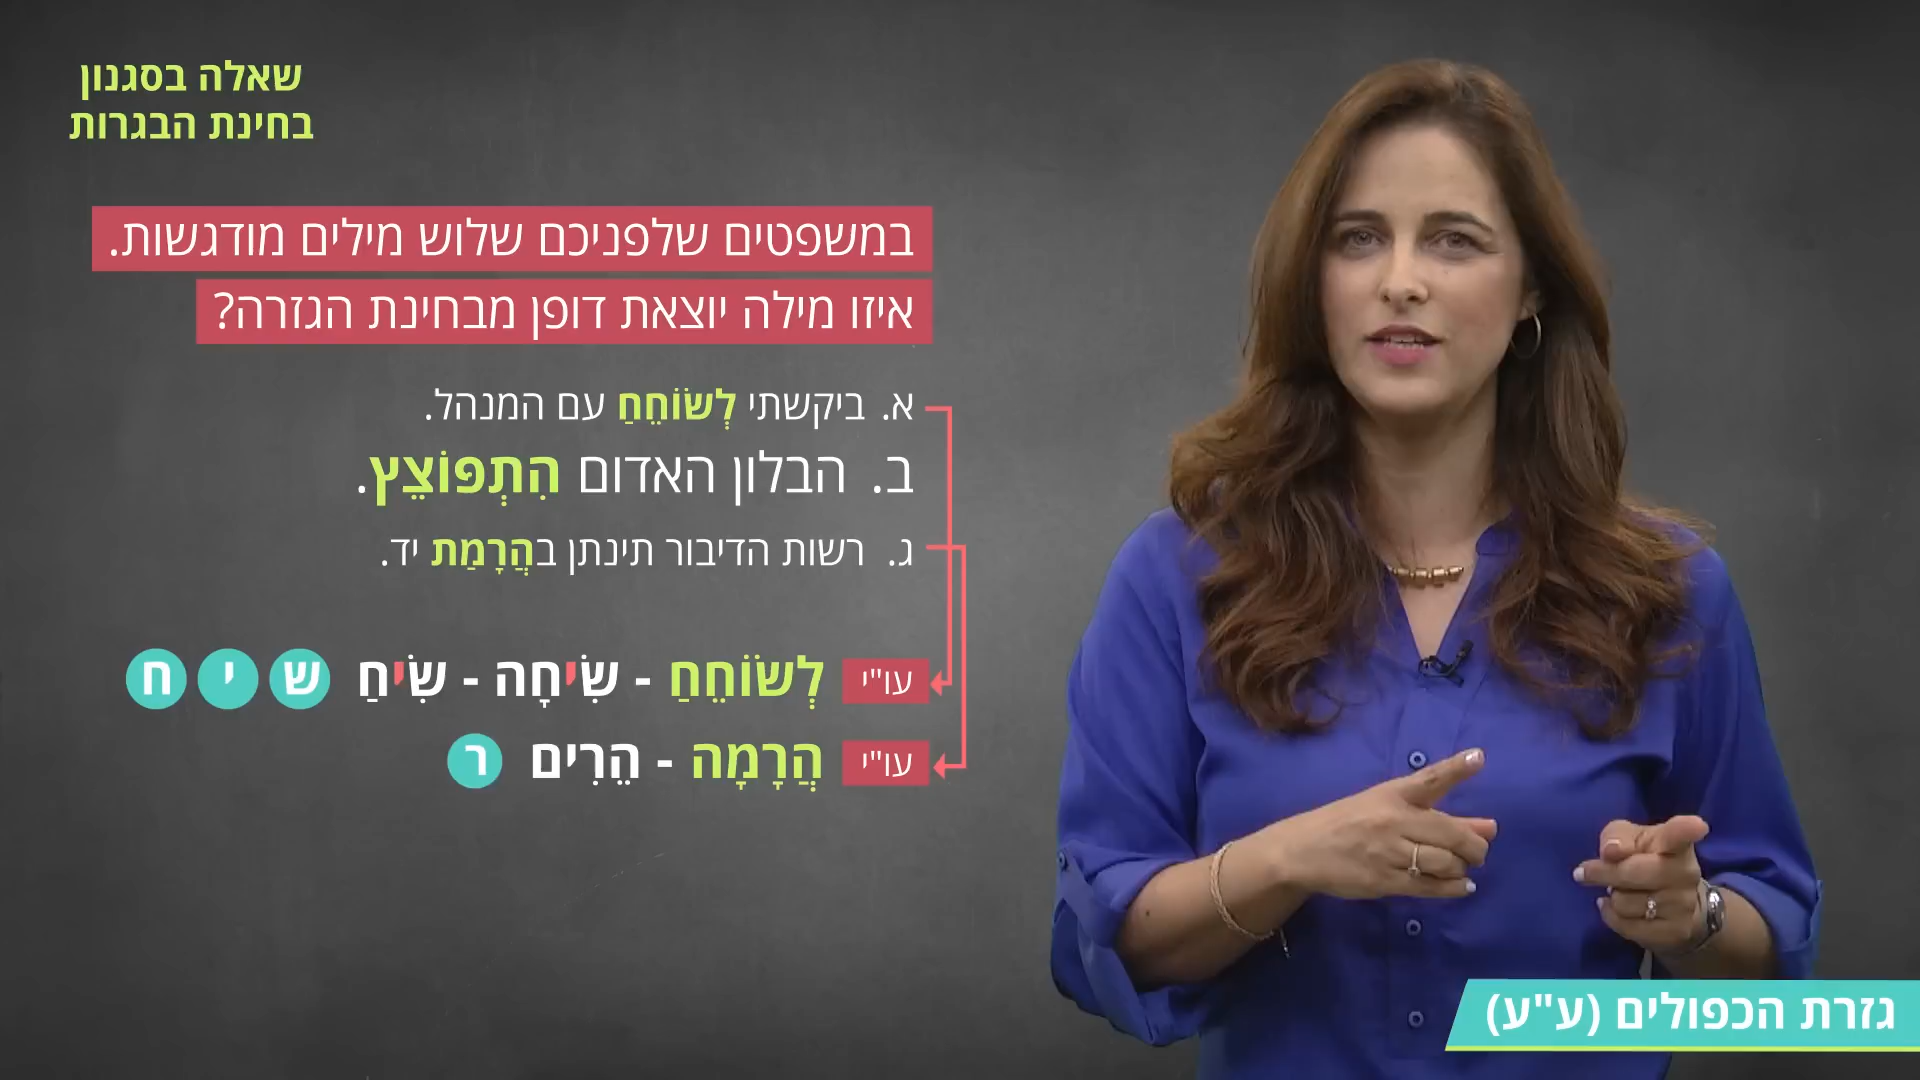 שאלה בסגנון
בחינת הבגרות
במשפטים שלפניכם שלוש מילים מודגשות.
איזו מילה יוצאת דופן מבחינת הגזרה?
א. ביקשתי לְשׂוֹחֵחַ עם המנהל.
ב. הבלון האדום הִתְפּוֹצֵץ.
ג. רשות הדיבור תינתן בהֲרָמַת יד.
עו"י לְשׂוֹחֵחַ - שִׂיחָה - שִׂיחַ ש י ח
עו"י הֲרָמָה - הֵרִים ר
גזרת הכפולים (ע"ע)